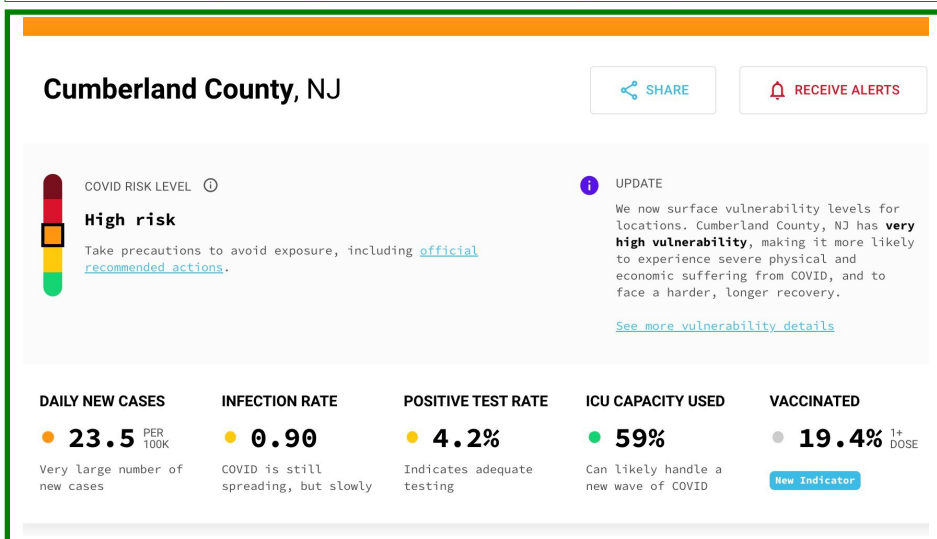 Cumberland County, NJ
SHARE
RECEIVE ALERTS
COVID RISK LEVEL
High risk
Take precautions to avoid exposure, including official
recommended actions.
UPDATE
We now surface vulnerability levels for
locations. Cumberland County, NJ has very
high vulnerability, making it more likely
to experience severe physical and
economic suffering from COVID, and to
face a harder, longer recovery.
See more vulnerability details
DAILY NEW CASES
23.5 PER 100K
Very large number of
new cases
INFECTION RATE
0.90
COVID is still
spreading, but slowly
POSITIVE TEST RATE
4.2%
Indicates adequate
testing
ICU CAPACITY USED
59%
Can likely handle a
new wave of COVID
VACCINATED
19.4% 1+ DOSE
New Indicator